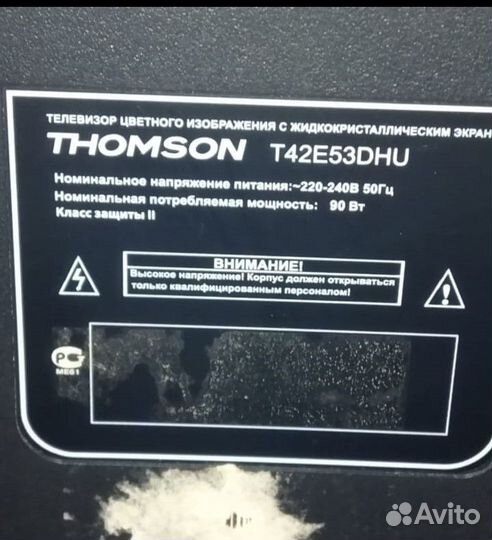 ТЕЛЕВИЗОР ЦВЕТНОГО ИЗОБРАЖЕНИЯ С ЖИДКОКРИСТАЛЛИЧЕСКИМ ЭКРАН
THOMSON T42E53DHU
Номинальное напряжение питания:~220-240В 50Гц
Номинальная потребляемая мощность: 90 Вт
Класс защиты II
ВНИМАНИЕ!
Высокое напряжение! Корпус должен открываться
только квалифицированным персоналом!
МЕ61
Avito